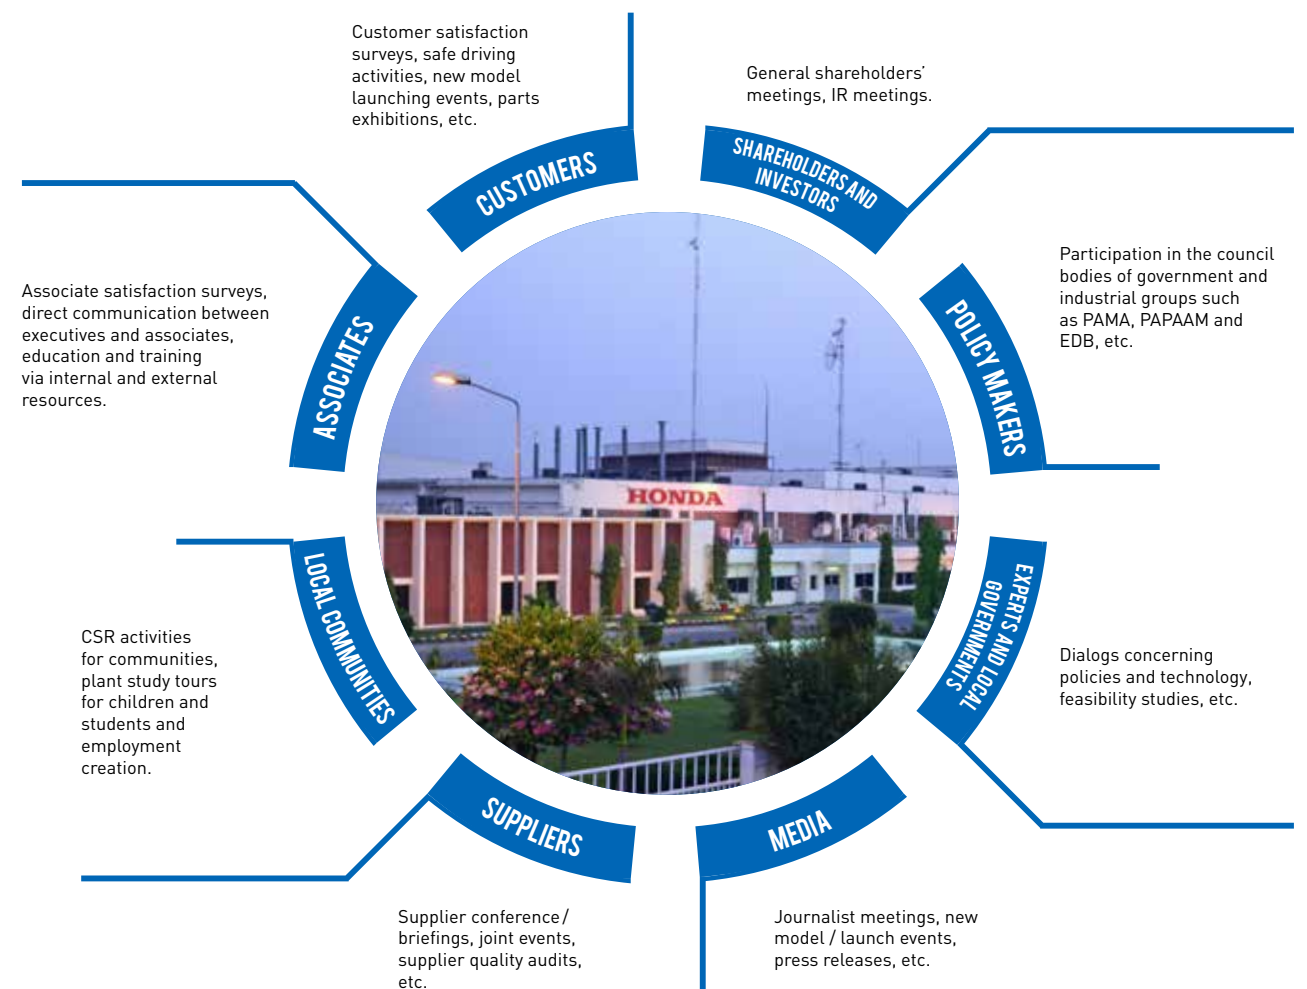 Customer satisfaction
surveys, safe driving
activities, new model
launching events, parts
exhibitions, etc.
CUSTOMERS
General shareholders’
meetings, IR meetings.
SHAREHOLDERS AND
INVESTORS
Participation in the council
bodies of government and
industrial groups such
as PAMA, PAPAAM and
EDB, etc.
POLICY MAKERS
Associate satisfaction surveys,
direct communication between
executives and associates,
education and training
via internal and external
resources.
ASSOCIATES
HONDA
LOCAL COMMUNITIES
CSR activities
for communities,
plant study tours
for children and
students and
employment
creation.
EXPERTS AND LOCAL
GOVERNMENTS
Dialogs concerning
policies and technology,
feasibility studies, etc.
SUPPLIERS
Supplier conference/
briefings, joint events,
supplier quality audits,
etc.
MEDIA
Journalist meetings, new
model / launch events,
press releases, etc.